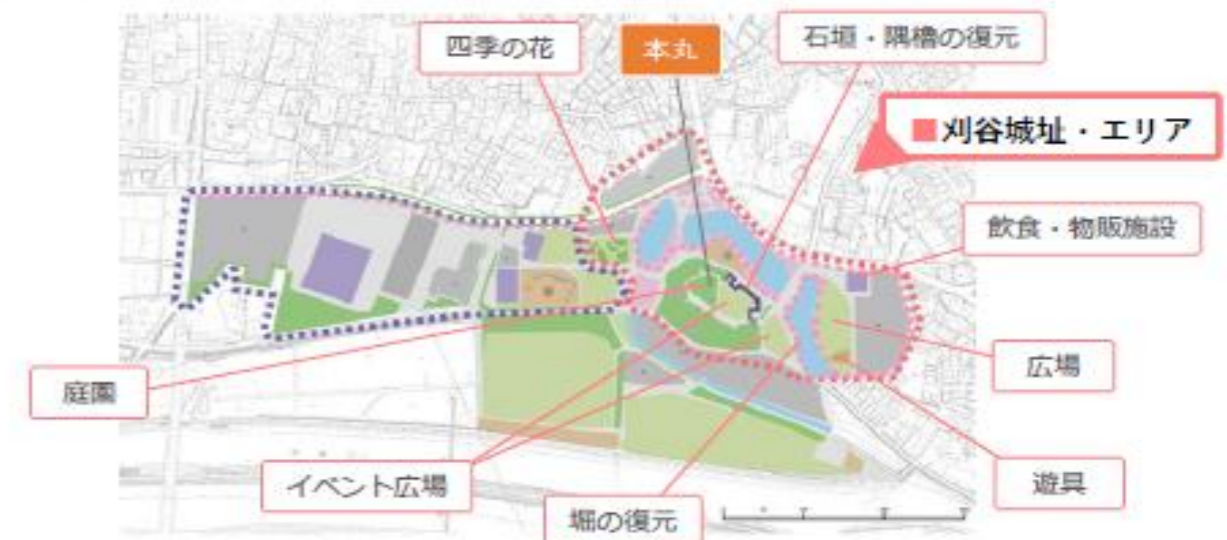 四季の花
本丸
石垣・隅櫓の復元
■刈谷城址・エリア
飲食・物販施設
庭園
広場
イベント広場
堀の復元
遊具